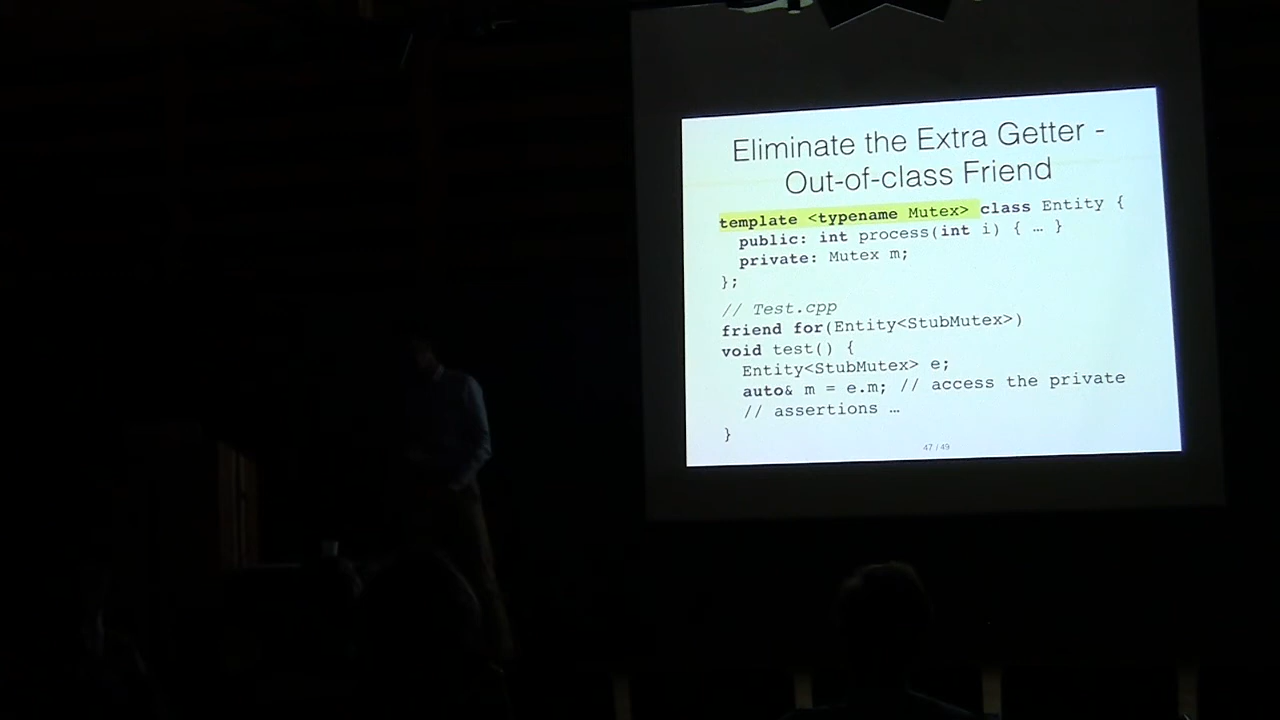 Eliminate the Extra Getter -
Out-of-class Friend
template <typename Mutex> class Entity {
public: int process(int i) { … }
private: Mutex m;
};
// Test.cpp
friend for(Entity<StubMutex>)
void test() {
Entity<StubMutex> e;
auto& m = e.m; // access the private
// assertions …
}
47 / 49